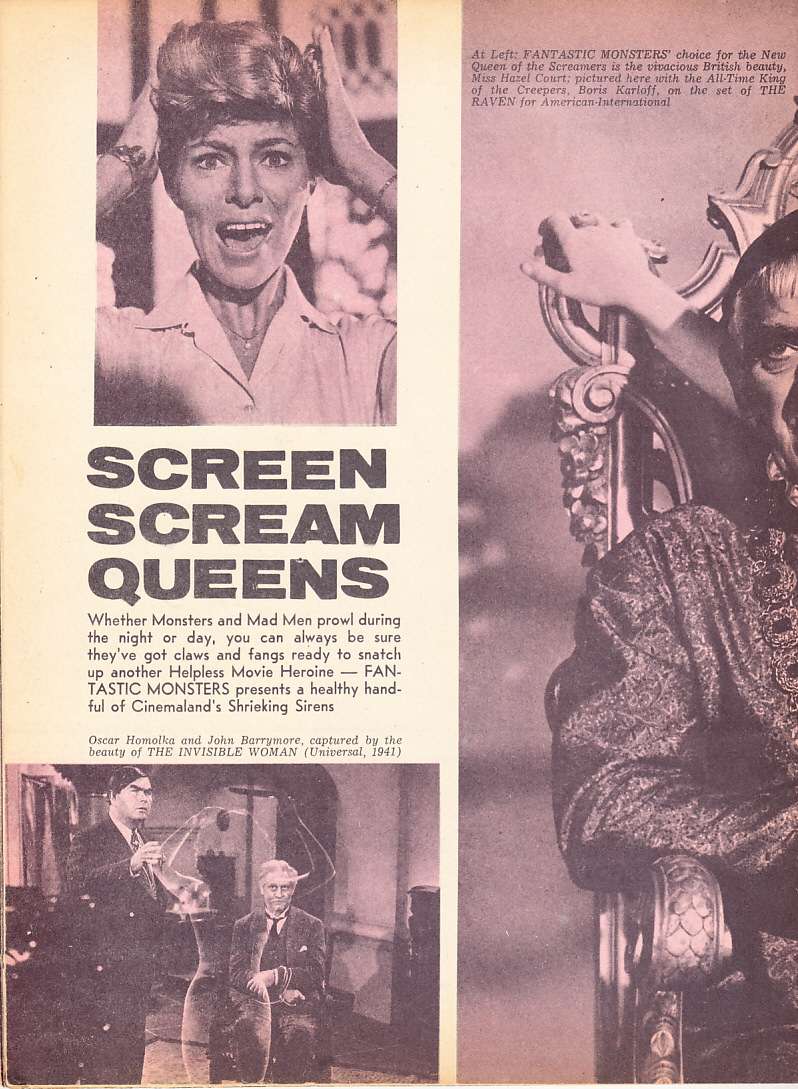 At Left: FANTASTIC MONSTERS' choice for the New
Queen of the Screamers is the vivacious British beauty,
Miss Hazel Court; pictured here with the All-Time King
of the Creepers, Boris Karloff, on the set of THE
RAVEN for American-International
SCREEN
SCREAM
QUEENS
Whether Monsters and Mad Men prowl during
the night or day, you can always be sure
they've got claws and fangs ready to snatch
up another Helpless Movie Heroine — FAN-
TASTIC MONSTERS presents a healthy hand-
ful of Cinemaland's Shrieking Sirens
Oscar Homolka and John Barrymore, captured by the
beauty of THE INVISIBLE WOMAN (Universal, 1941)